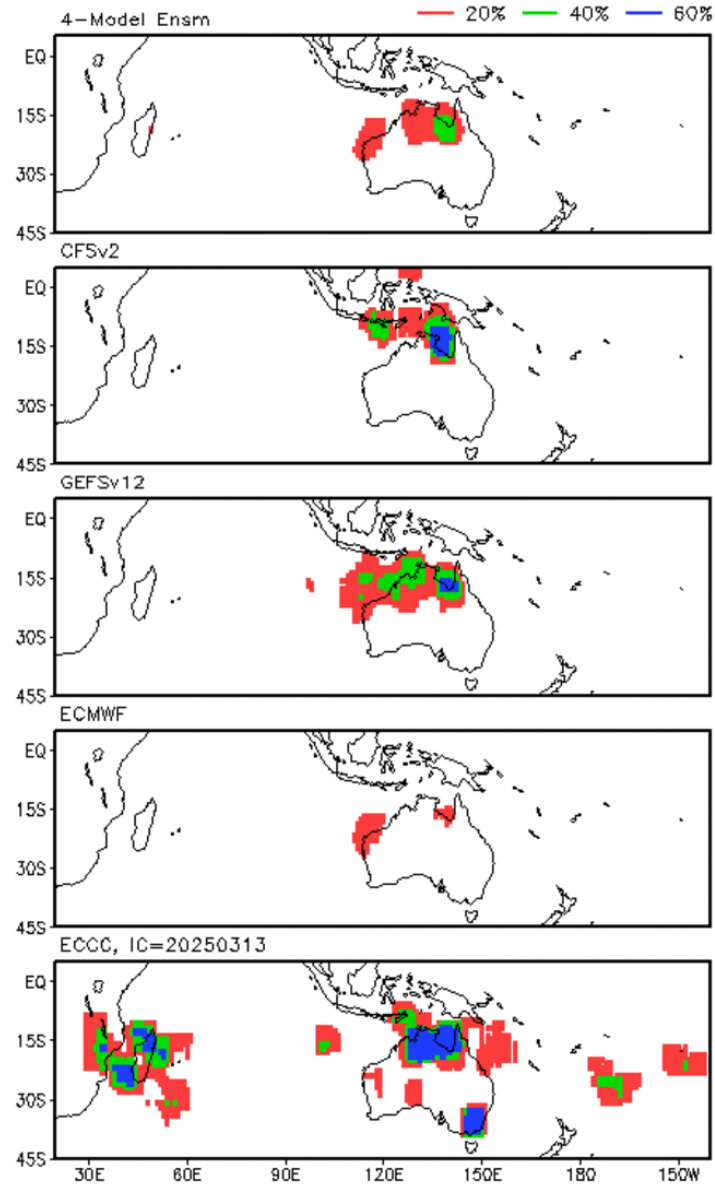 4-Model Ensm 20% 40% 60%
EQ
15S
30S
45S
CFSv2
EQ
15S
30S
45S
GEFSv12
EQ
15S
30S
45S
ECMWF
EQ
15S
30S
45S
ECCC, IC=20250313
EQ
15S
30S
45S
30E 60E 90E 120E 150E 180 150W